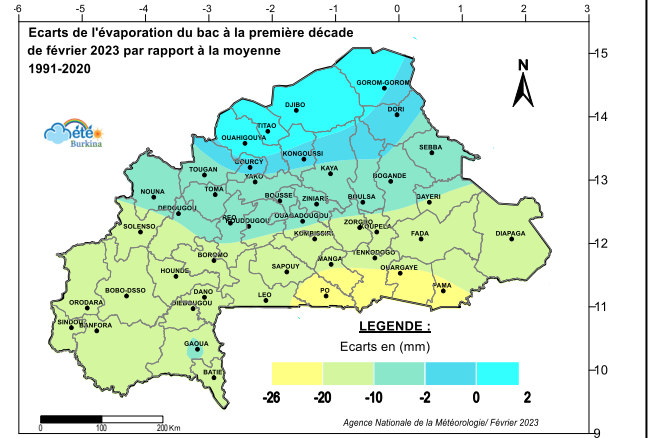 -6 -5 -4 -3 -2 -1 0 1 2 3
Ecarts de l'évaporation du bac à la première décade
de février 2023 par rapport à la moyenne
1991-2020
N
15
14
13
12
11
10
9
été
Burkina
GOROM-GOROM
DJIBO
DORI
TITAO
OUAHIGOUYA
KONGOUSSI
SEBBA
GOURCY
TOUGAN
YAKO
KAYA
BOGANDE
NOUNA
TOMA
BOUSSE
ZINIARE
BOULSA
GAYERI
DEDOUGOU
REO
KOUDOUGOU
OUAGADOUGOU
SOLENSO
ZORGHO
KOUPELA
KOMBISSIRI
FADA
DIAPAGA
BOROMO
TENKODOGO
MANGA
HOUNDE
SAPOUY
OUARGAYE
BOBO-DSSO
DANO
LEO
PO
PAMA
ORODARA
DIEBOUGOU
SINDOU
BANFORA
GAOUA
BATIE
LEGENDE :
Ecarts en (mm)
-26 -20 -10 -2 0 2
0 100 200 Km
Agence Nationale de la Météorologie/ Février 2023